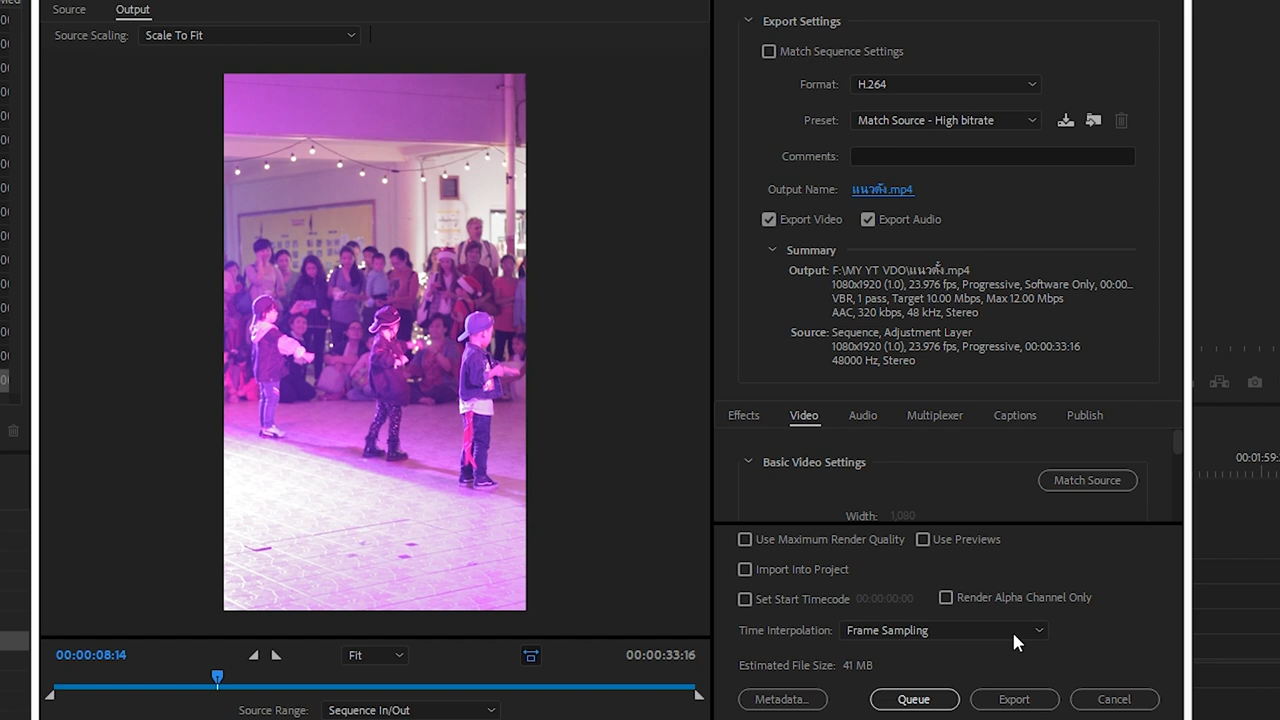 Source Output
Source Scaling: Scale To Fit
00:00:08:14 Fit 00:00:33:16
Source Range: Sequence In/Out
Export Settings
Match Sequence Settings
Format: H.264
Preset: Match Source - High bitrate
Comments:
Output Name: แนวตั้ง.mp4
Export Video Export Audio
Summary
Output: F:\MY YT VDO\แนวตั้ง.mp4
1080x1920 (1.0), 23.976 fps, Progressive, Software Only, 00:00...
VBR, 1 pass, Target 10.00 Mbps, Max 12.00 Mbps
AAC, 320 kbps, 48 kHz, Stereo
Source: Sequence, Adjustment Layer
1080x1920 (1.0), 23.976 fps, Progressive, 00:00:33:16
48000 Hz, Stereo
Effects Video Audio Multiplexer Captions Publish
Basic Video Settings
Match Source
Width: 1,080
Use Maximum Render Quality Use Previews
Import Into Project
Set Start Timecode 00:00:00:00 Render Alpha Channel Only
Time Interpolation: Frame Sampling
Estimated File Size: 41 MB
Metadata... Queue Export Cancel
00:01:59: